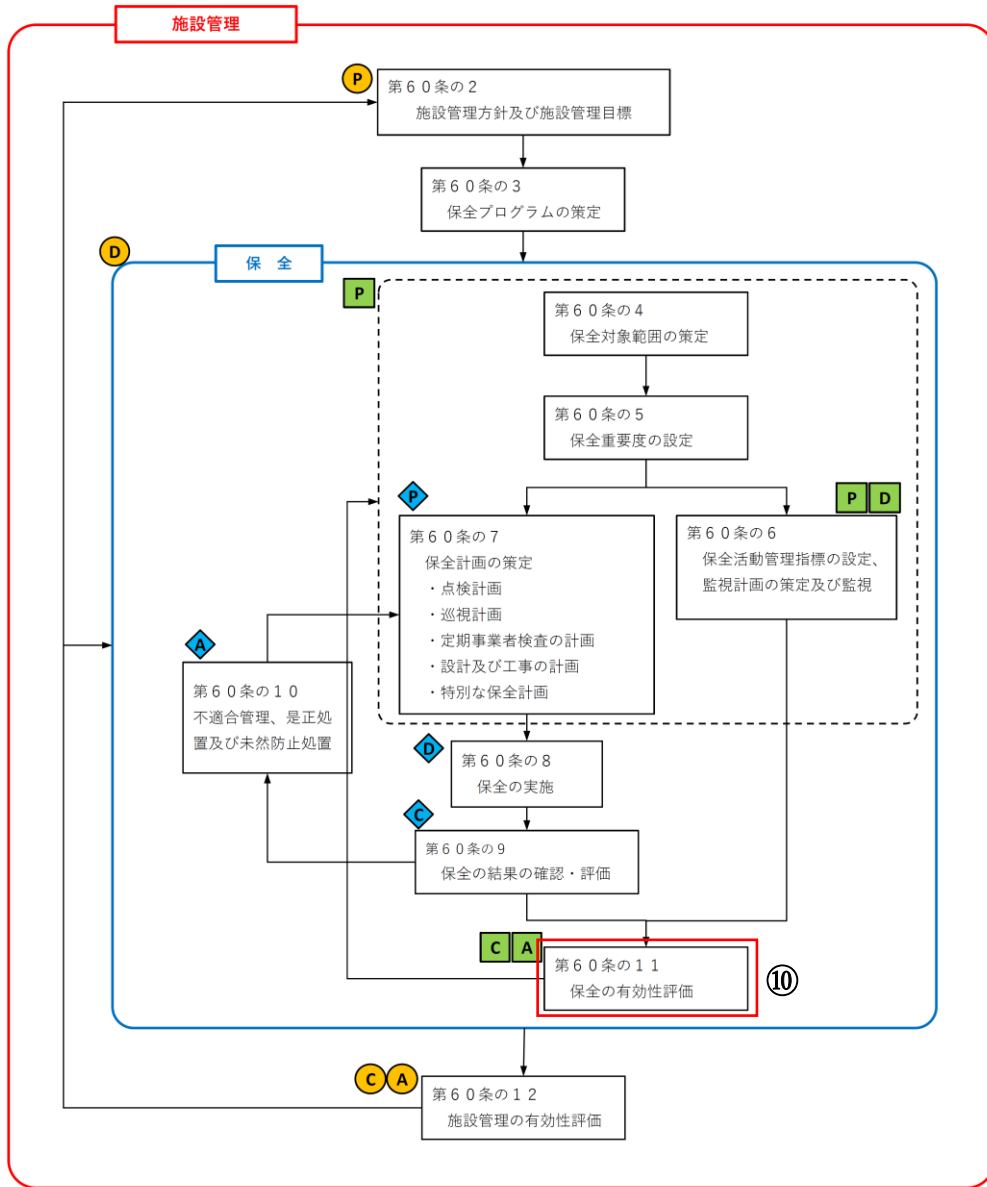 施設管理
P
第６０条の２
施設管理方針及び施設管理目標
第６０条の３
保全プログラムの策定
D
保　全
P
第６０条の４
保全対象範囲の策定
第６０条の５
保全重要度の設定
P
第６０条の７
保全計画の策定
・点検計画
・巡視計画
・定期事業者検査の計画
・設計及び工事の計画
・特別な保全計画
P D
第６０条の６
保全活動管理指標の設定、
監視計画の策定及び監視
A
第６０条の１０
不適合管理、是正処
置及び未然防止処置
D
第６０条の８
保全の実施
C
第６０条の９
保全の結果の確認・評価
C A
第６０条の１１
保全の有効性評価
⑩
C A
第６０条の１２
施設管理の有効性評価